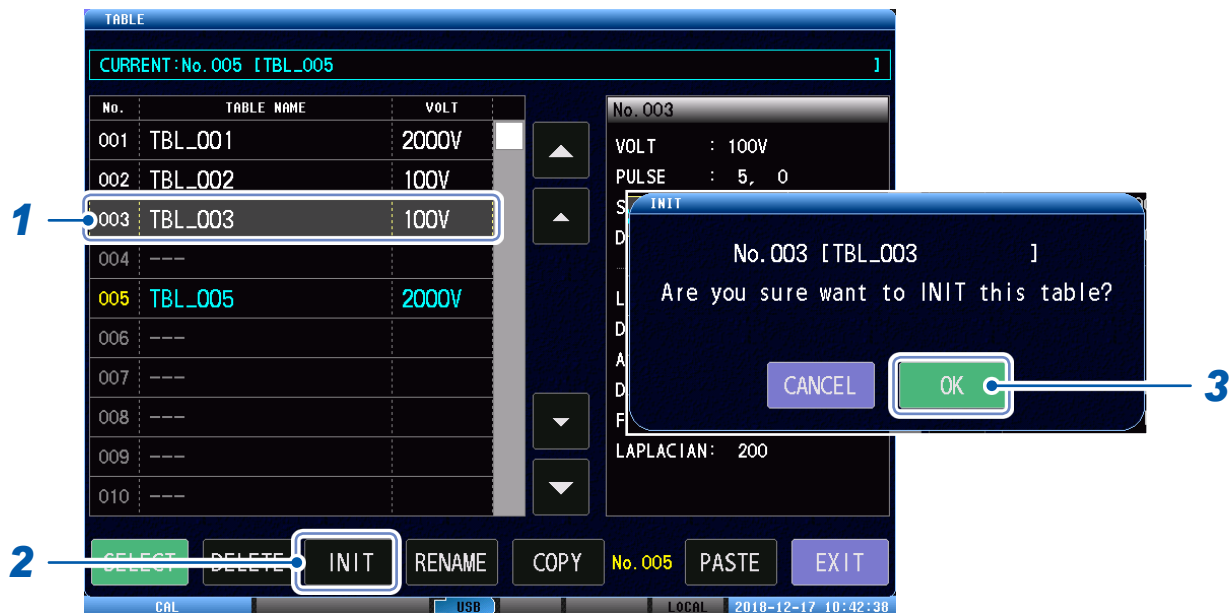 TABLE
CURRENT:No.005 [TBL_005 ]
No. TABLE NAME VOLT
001 TBL_001 2000V
002 TBL_002 100V
1
003 TBL_003 100V
004 ---
005 TBL_005 2000V
006 ---
007 ---
008 ---
009 ---
010 ---
No.003
VOLT : 100V
PULSE : 5, 0
S
D
L
D
A
D
F
LAPLACIAN: 200
INIT
No.003 [TBL_003 ]
Are you sure want to INIT this table?
CANCEL OK
3
2
SELECT DELETE INIT RENAME COPY No.005 PASTE EXIT
CAL USB LOCAL 2018-12-17 10:42:38